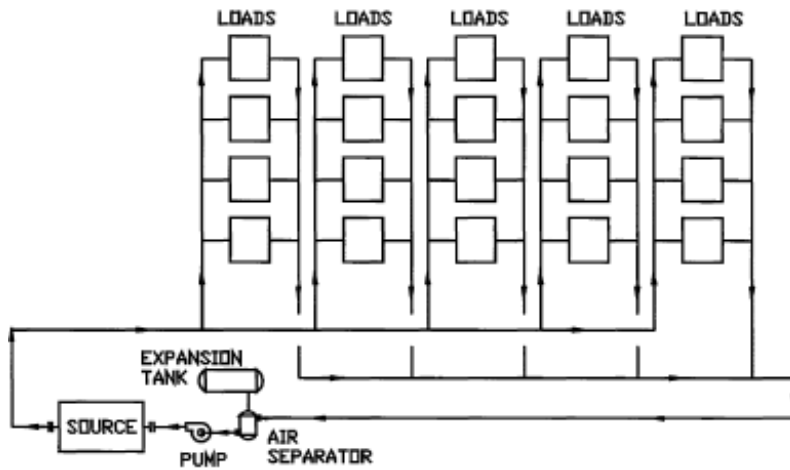 LOADS LOADS LOADS LOADS LOADS
EXPANSION
TANK
SOURCE
PUMP
AIR
SEPARATOR